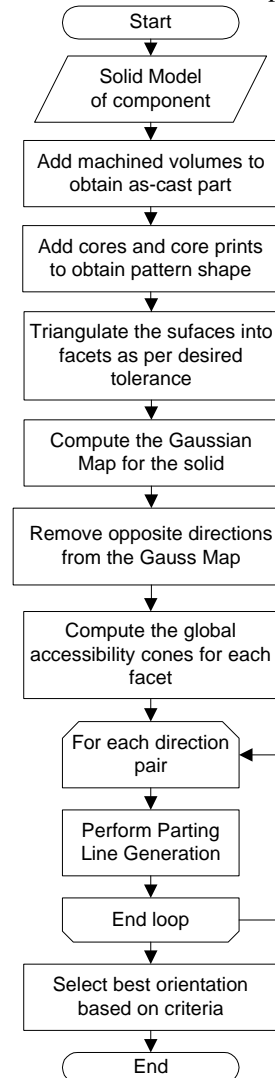 Start
Solid Model
of component
Add machined volumes to
obtain as-cast part
Add cores and core prints
to obtain pattern shape
Triangulate the sufaces into
facets as per desired
tolerance
Compute the Gaussian
Map for the solid
Remove opposite directions
from the Gauss Map
Compute the global
accessibility cones for each
facet
For each direction
pair
Perform Parting
Line Generation
End loop
Select best orientation
based on criteria
End